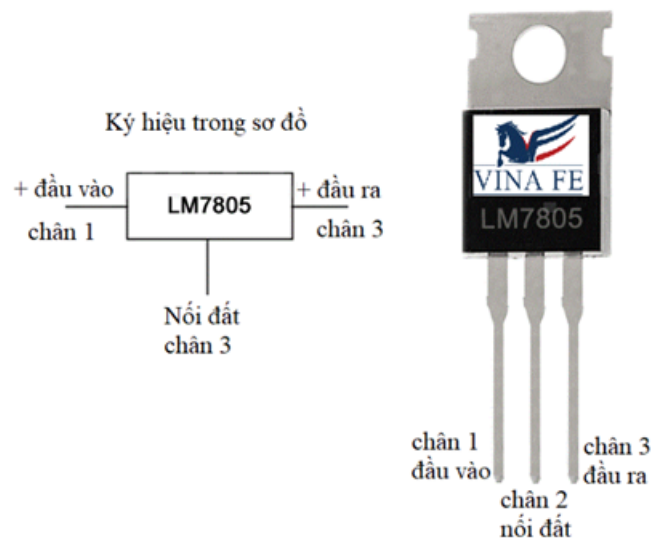 Ký hiệu trong sơ đồ
+ đầu vào
LM7805
+ đầu ra
chân 1
chân 3
Nối đất
chân 3
VINA FE
LM7805
chân 1
đầu vào
chân 2
nối đất
chân 3
đầu ra